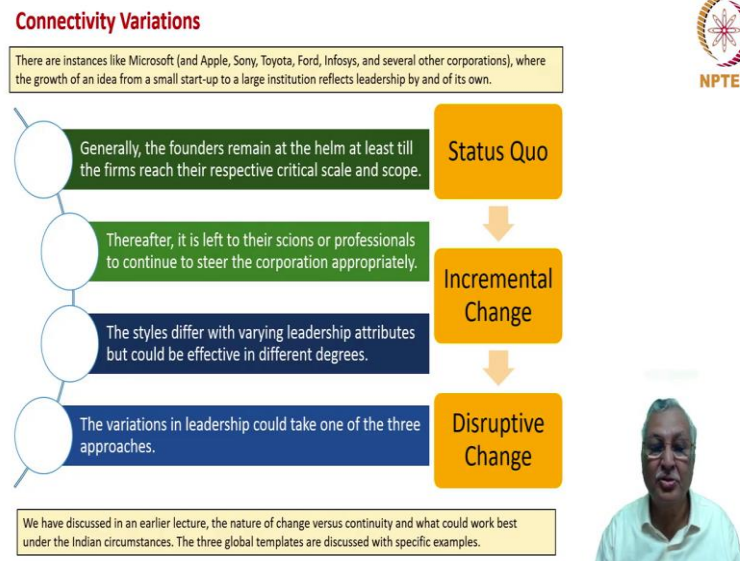 Connectivity Variations
There are instances like Microsoft (and Apple, Sony, Toyota, Ford, Infosys, and several other corporations), where
the growth of an idea from a small start-up to a large institution reflects leadership by and of its own.
NPTE
Generally, the founders remain at the helm at least till
the firms reach their respective critical scale and scope.
Thereafter, it is left to their scions or professionals
to continue to steer the corporation appropriately.
The styles differ with varying leadership attributes
but could be effective in different degrees.
The variations in leadership could take one of the three
approaches.
Status Quo
Incremental
Change
Disruptive
Change
We have discussed in an earlier lecture, the nature of change versus continuity and what could work best
under the Indian circumstances. The three global templates are discussed with specific examples.